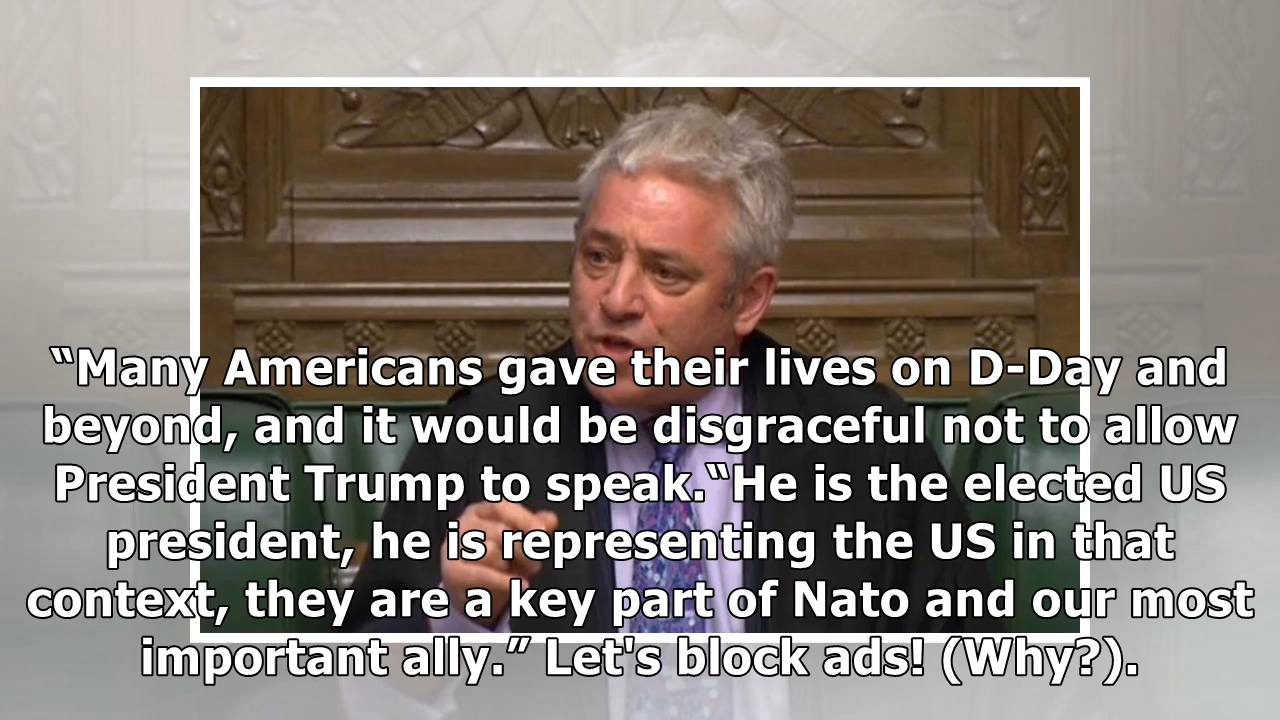 “Many Americans gave their lives on D-Day and
beyond, and it would be disgraceful not to allow
President Trump to speak.“He is the elected US
president, he is representing the US in that
context, they are a key part of Nato and our most
important ally.” Let's block ads! (Why?).